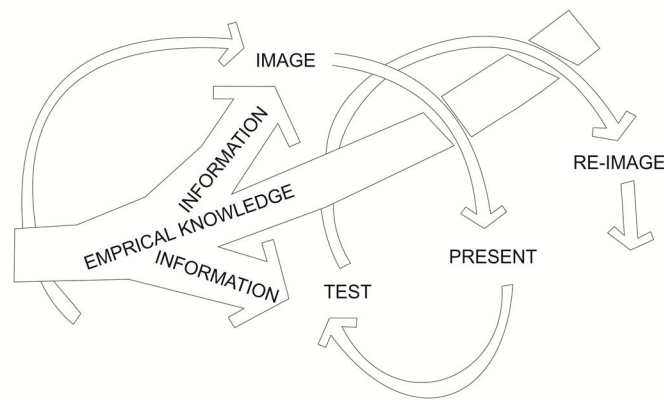 IMAGE
INFORMATION
RE-IMAGE
EMPRICAL KNOWLEDGE
PRESENT
INFORMATION
TEST